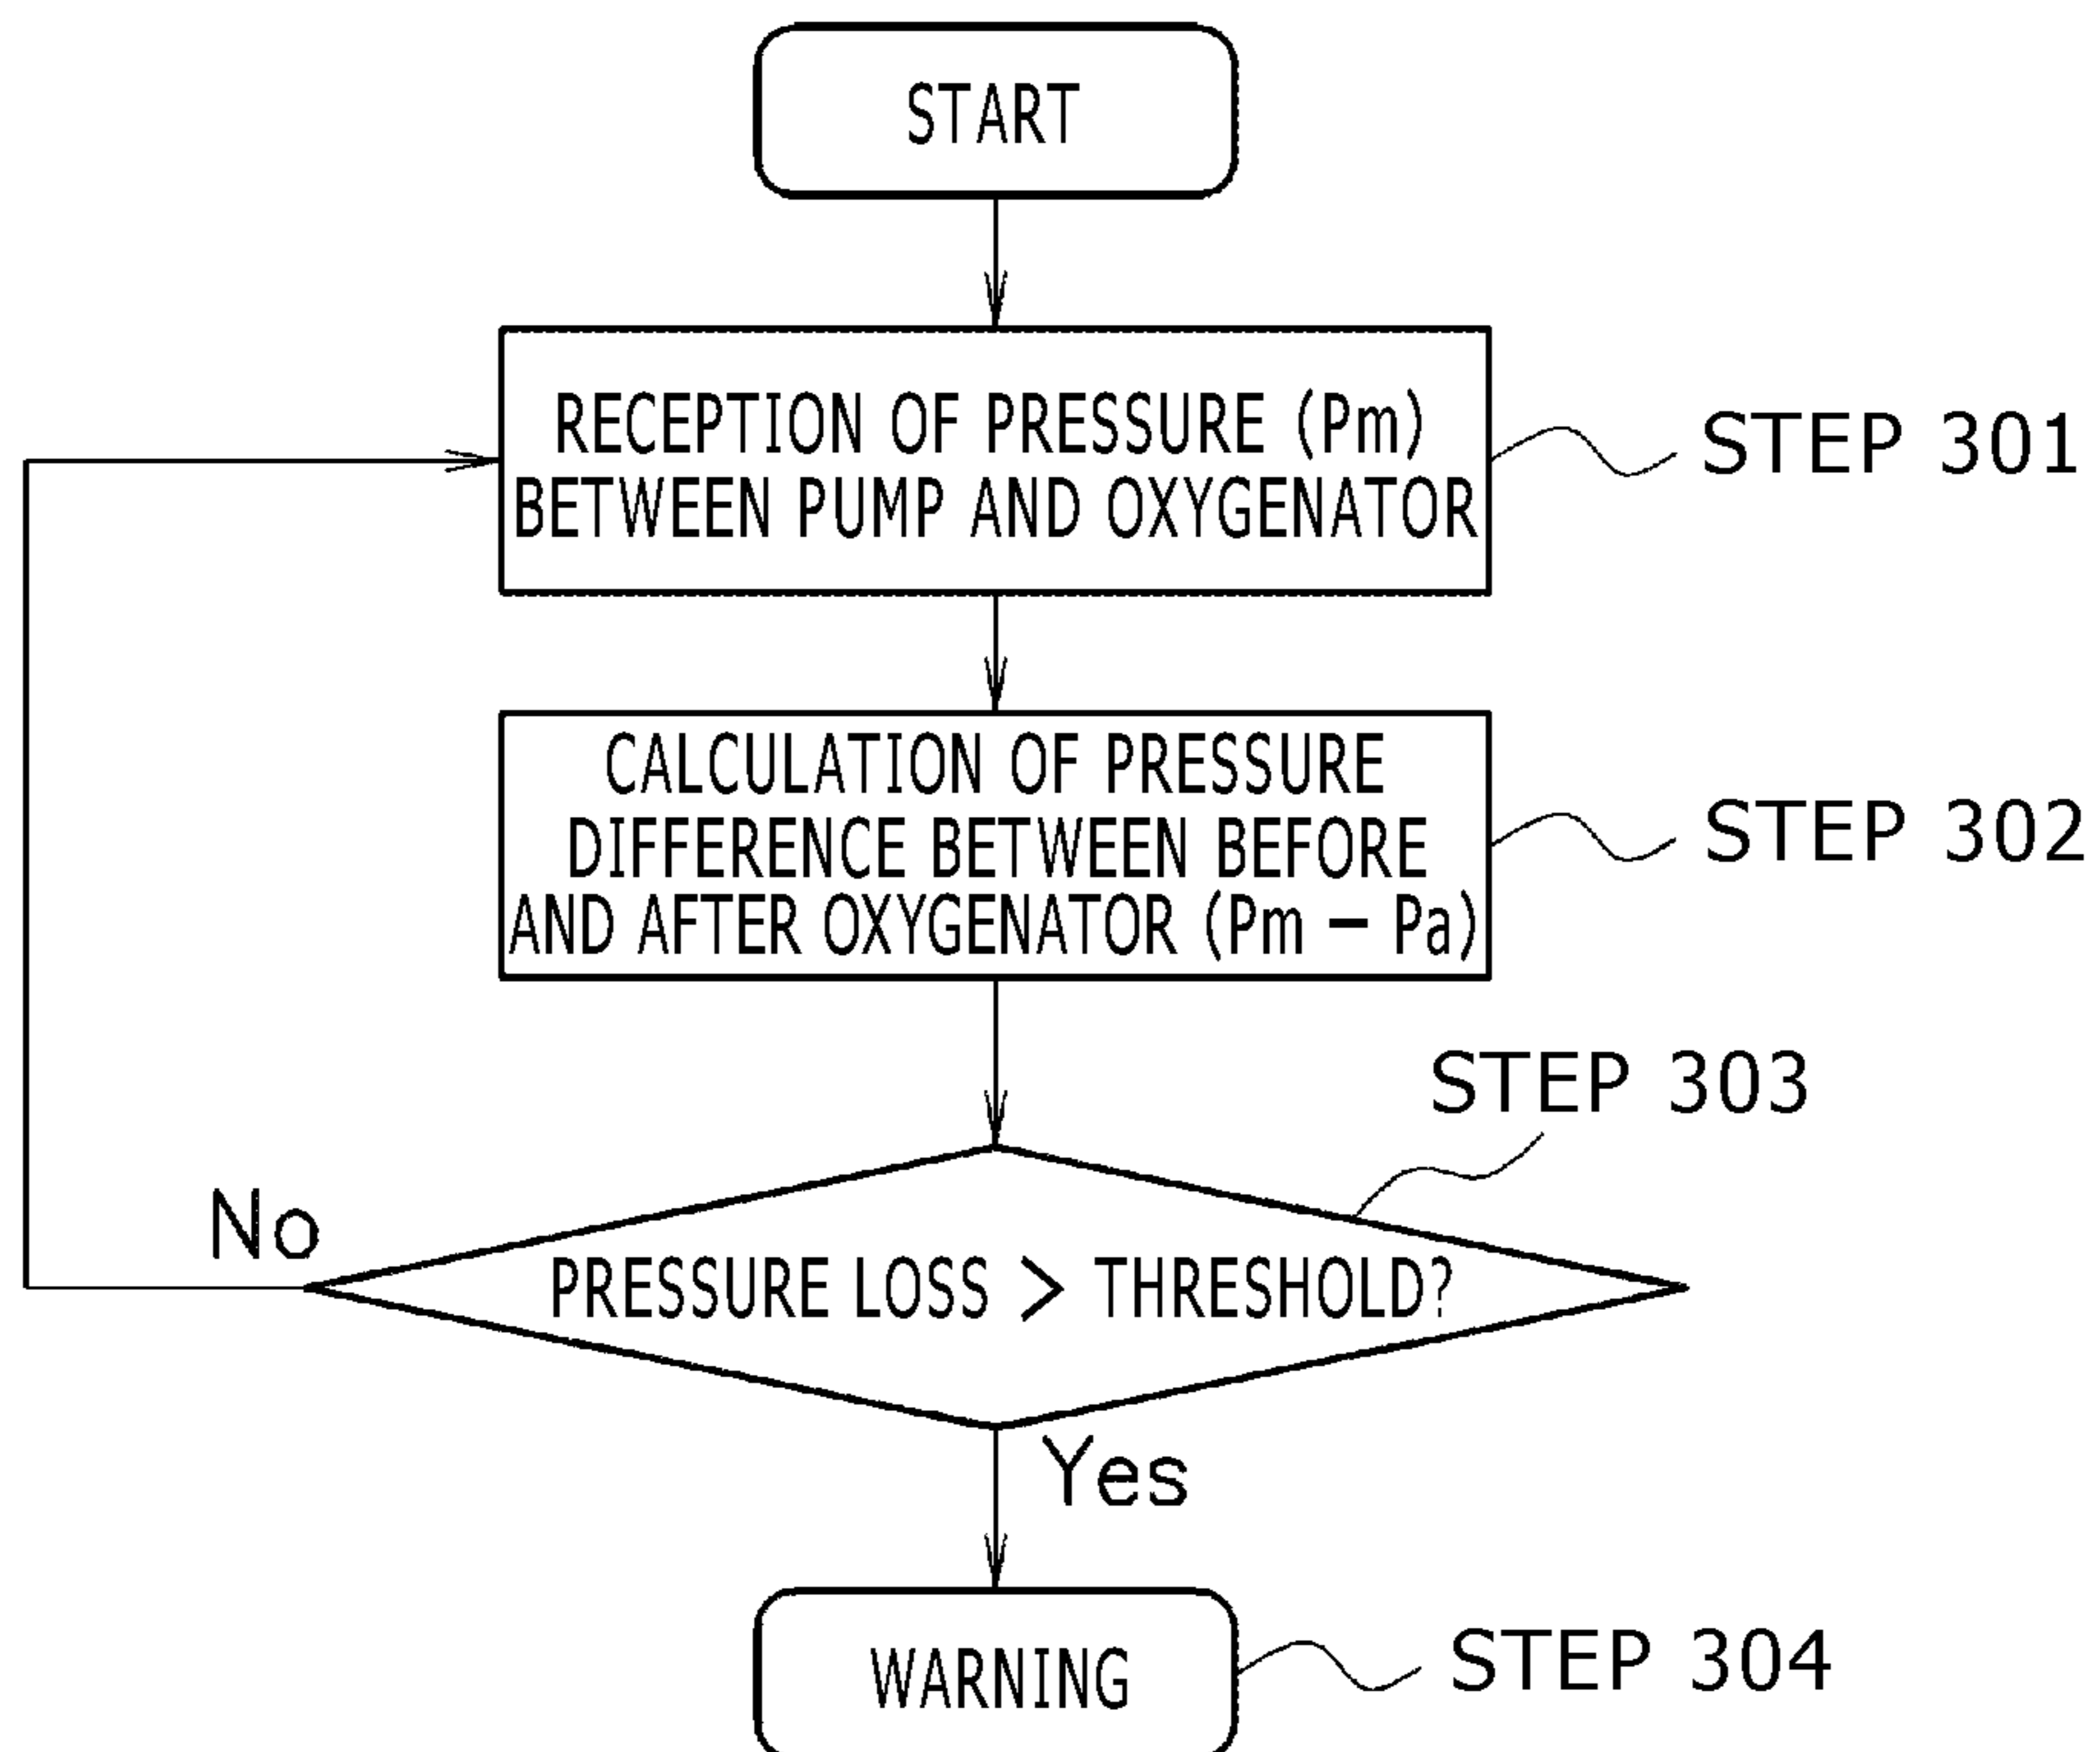 START
RECEPTION OF PRESSURE (Pm)
BETWEEN PUMP AND OXYGENATOR
STEP 301
CALCULATION OF PRESSURE
DIFFERENCE BETWEEN BEFORE
AND AFTER OXYGENATOR (Pm − Pa)
STEP 302
STEP 303
No
PRESSURE LOSS > THRESHOLD?
Yes
WARNING
STEP 304